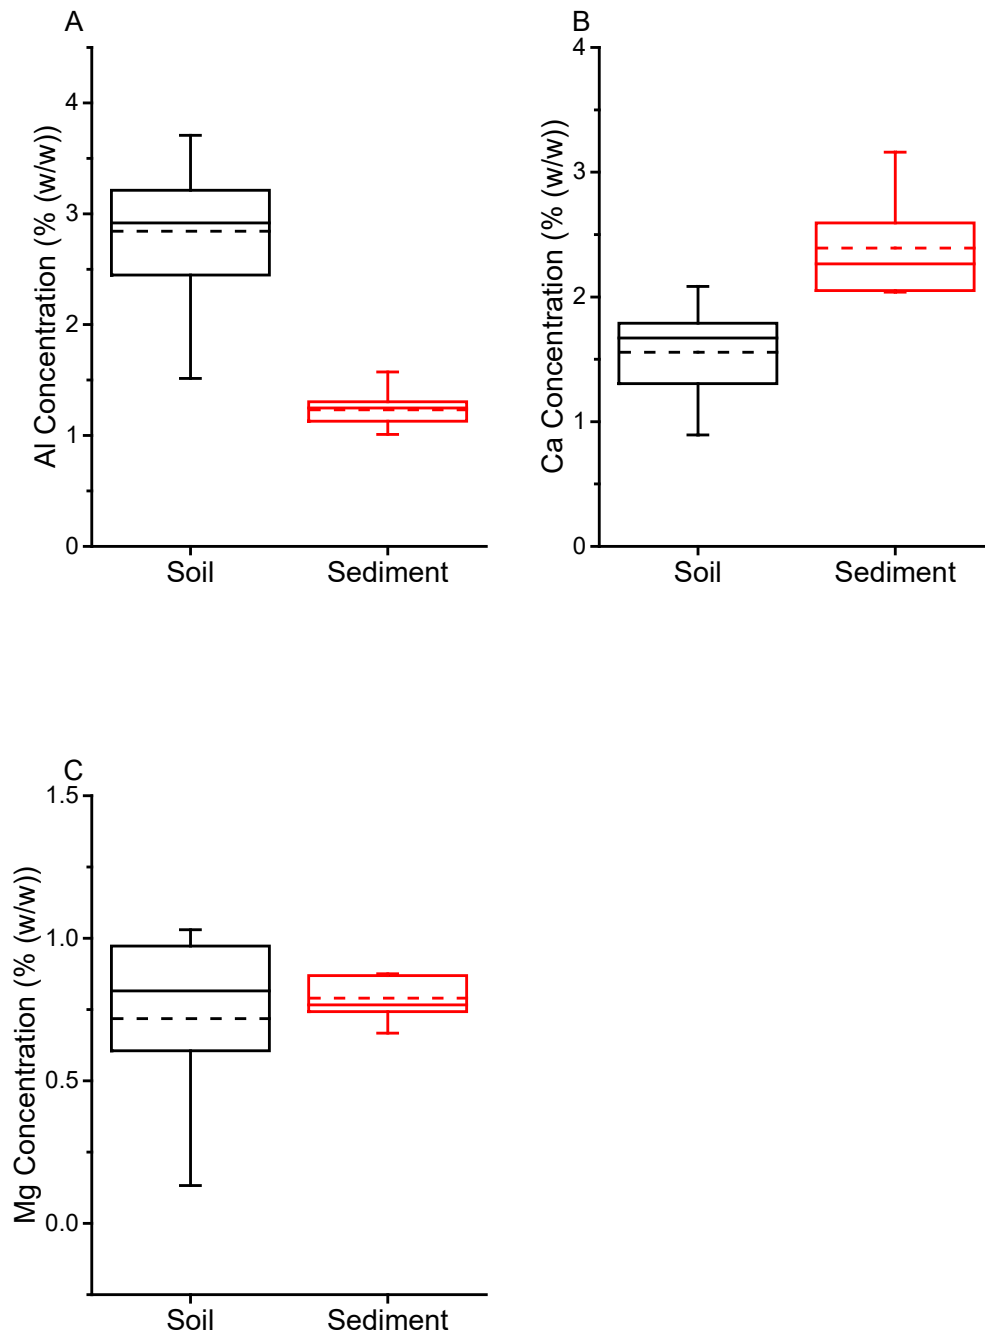 A
Al Concentration (% (w/w))
4
3
2
1
0
Soil
Sediment
B
Ca Concentration (% (w/w))
4
3
2
1
0
Soil
Sediment
C
Mg Concentration (% (w/w))
1.5
1.0
0.5
0.0
Soil
Sediment